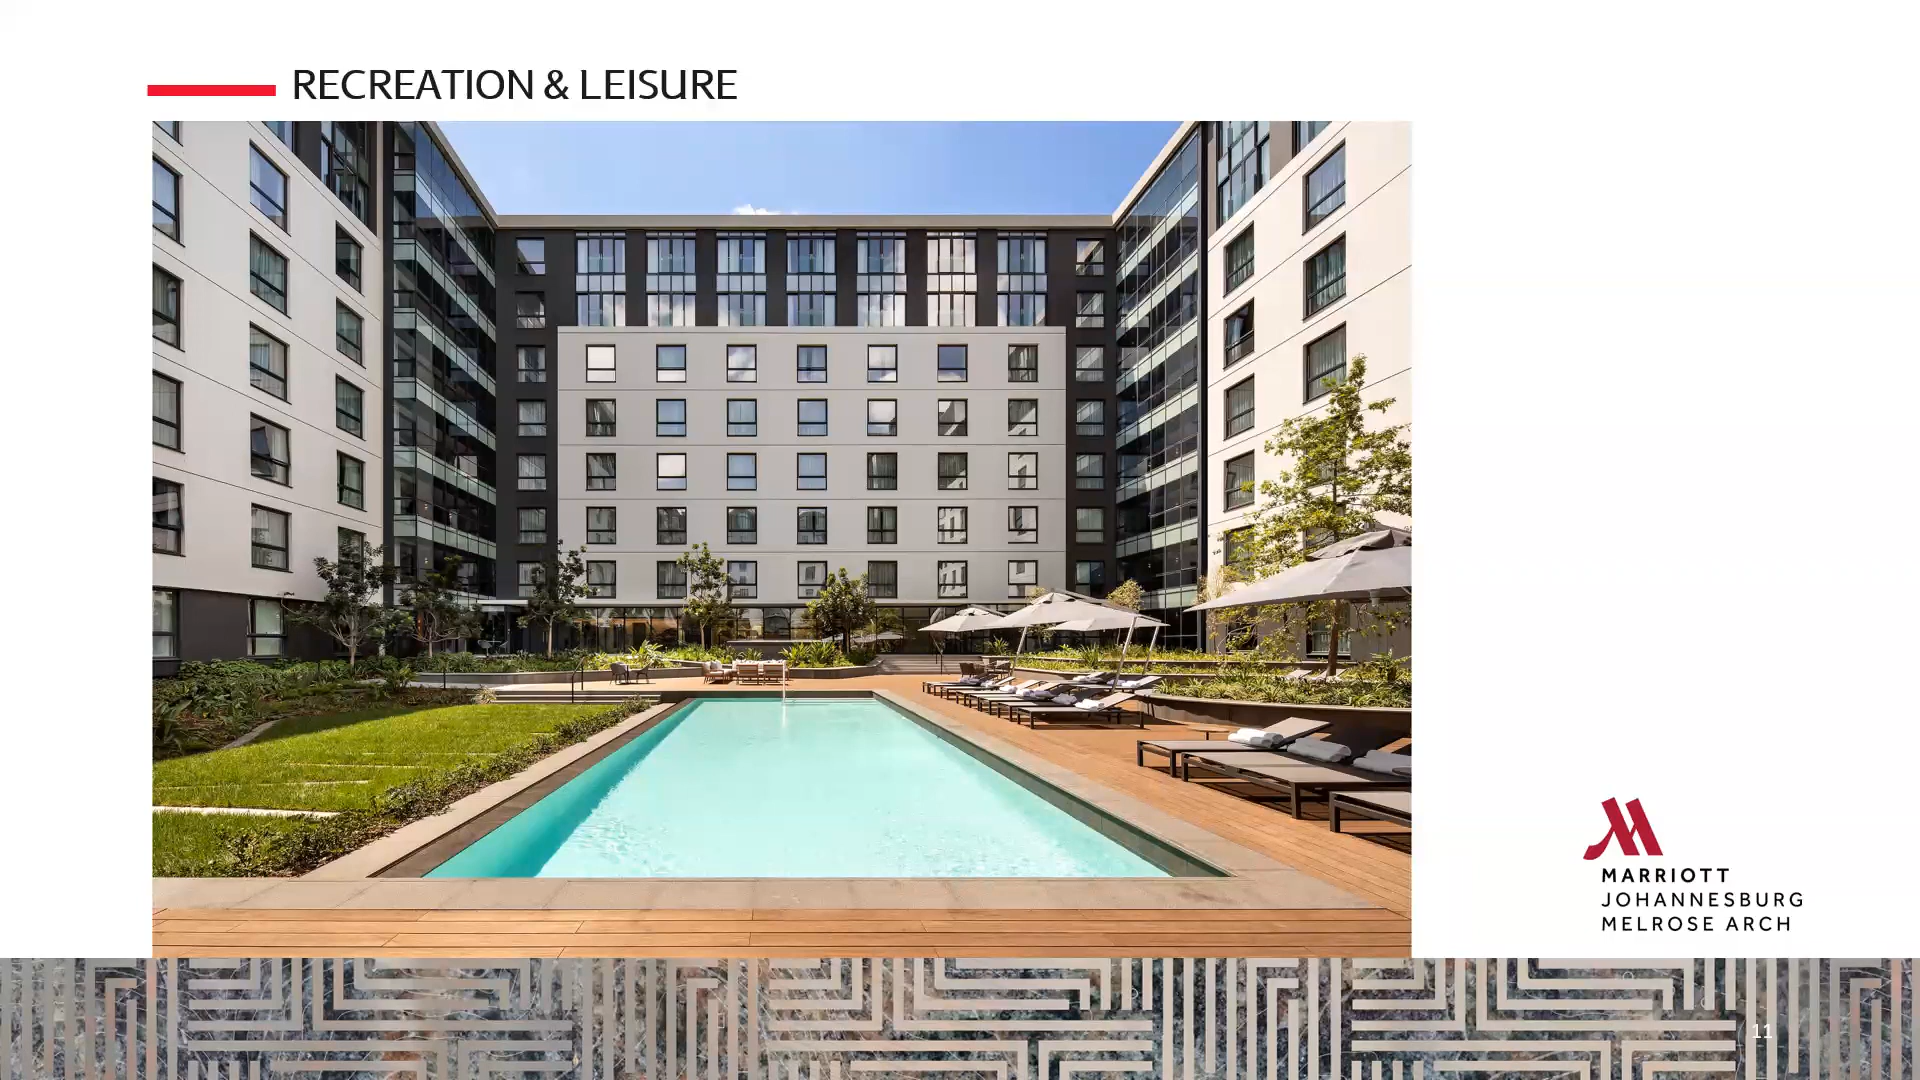 RECREATION & LEISURE
MARRIOTT
JOHANNESBURG
MELROSE ARCH
11